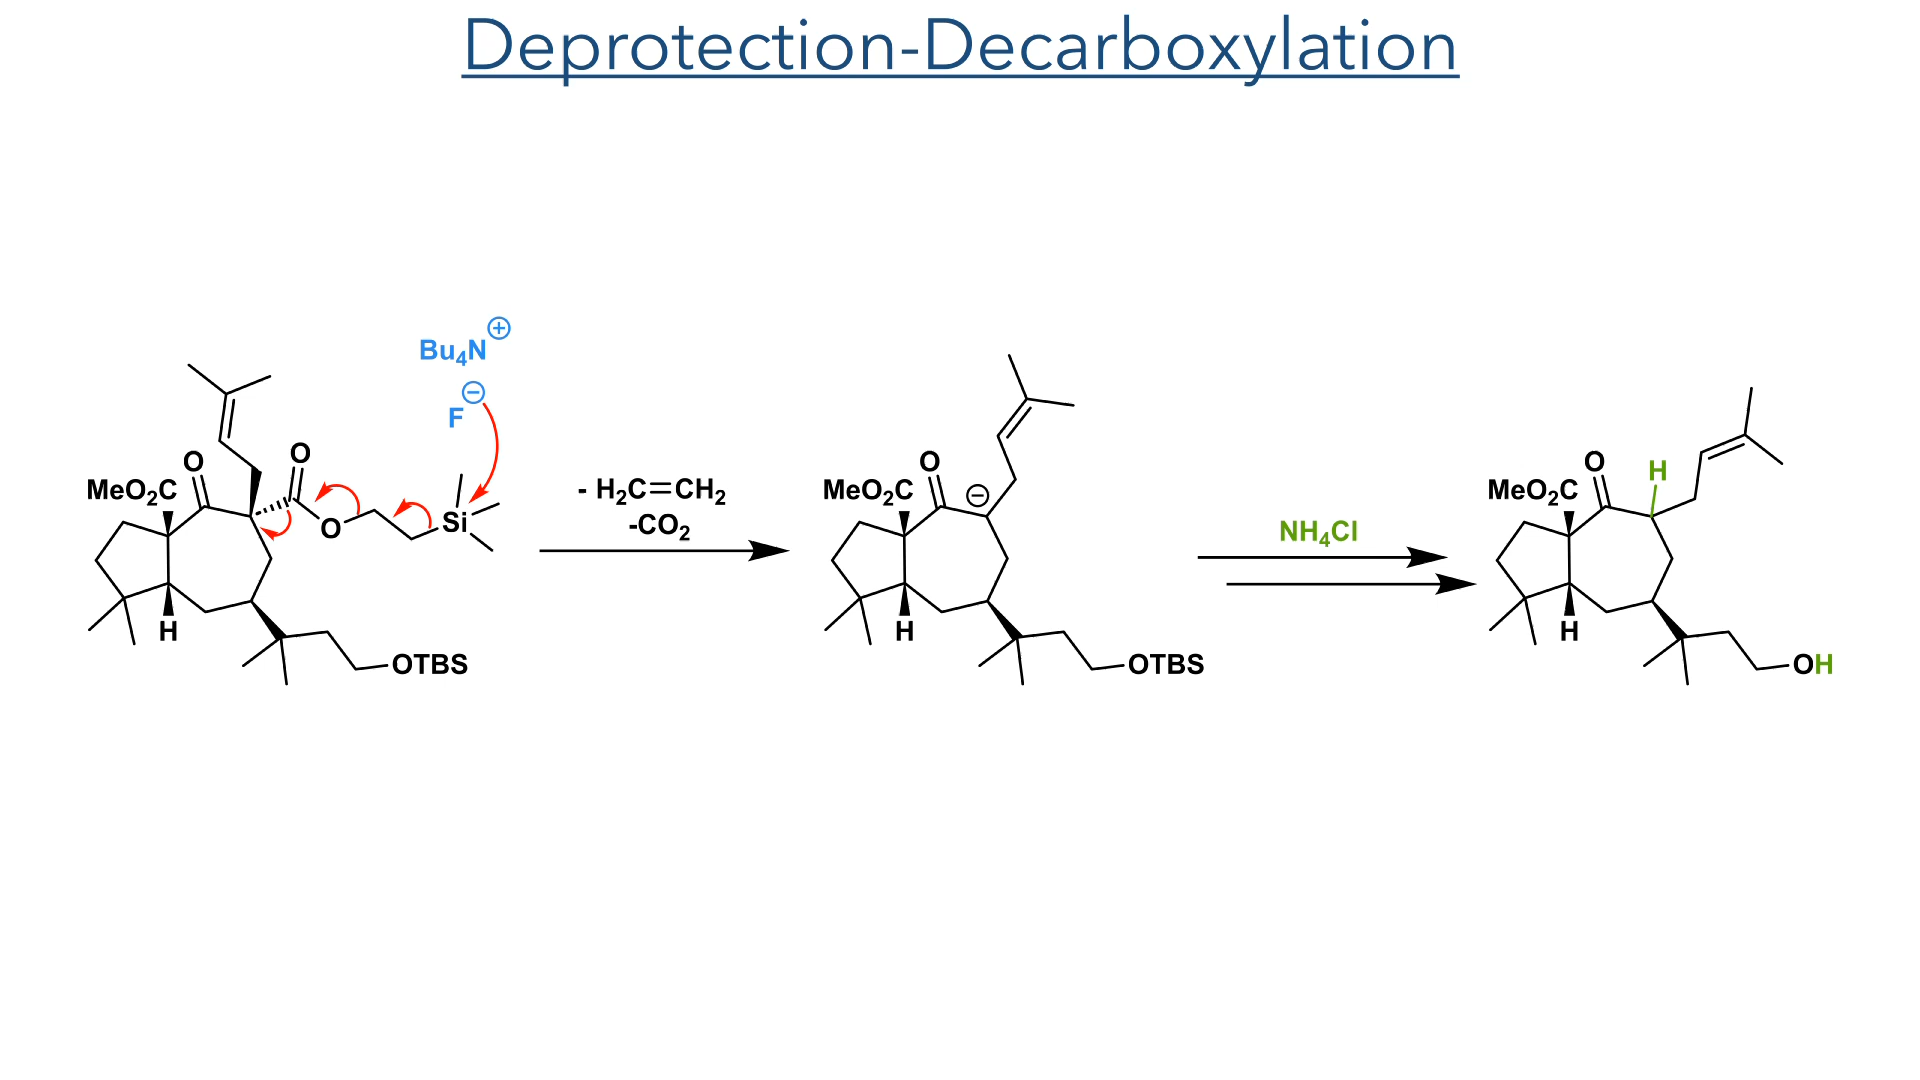 Deprotection-Decarboxylation
Bu₄N⊕
F⊖
O
O
MeO₂C
O
Si
H
OTBS
- H₂C=CH₂
-CO₂
O
MeO₂C
⊖
H
OTBS
NH₄Cl
O
H
MeO₂C
H
OH